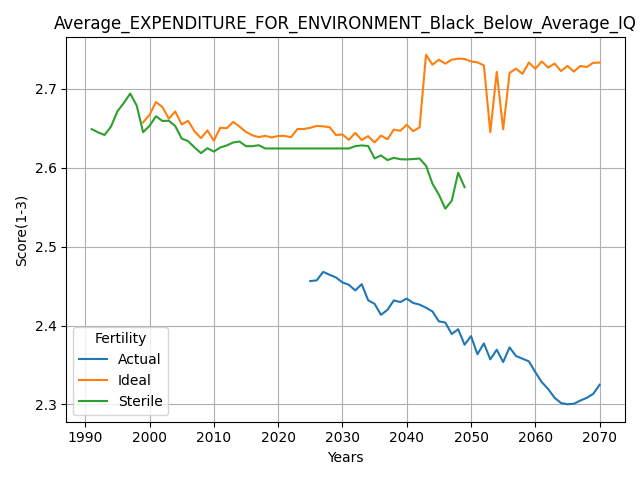 Average_EXPENDITURE_FOR_ENVIRONMENT_Black_Below_Average_IQ
Score(1-3)
2.7
2.6
2.5
2.4
2.3
Fertility
Actual
Ideal
Sterile
1990 2000 2010 2020 2030 2040 2050 2060 2070
Years